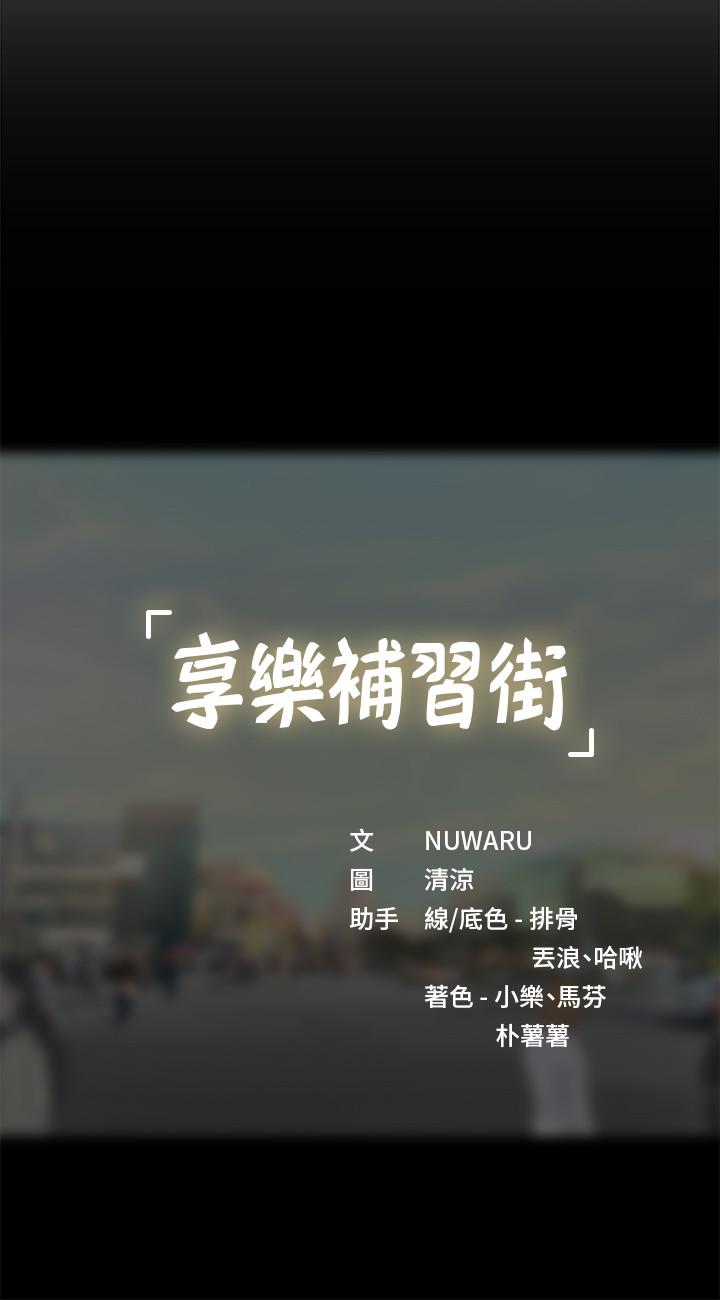 「享樂補習街」
文 NUWARU
圖 清涼
助手 線/底色 - 排骨
丟浪、哈啾
著色 - 小樂、馬芬
朴薯薯